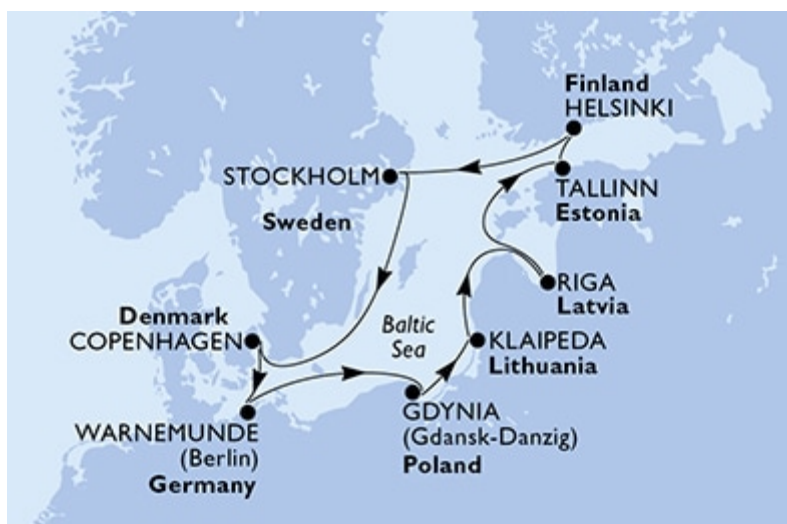 Finland
HELSINKI
STOCKHOLM
Sweden
TALLINN
Estonia
RIGA
Latvia
Denmark
COPENHAGEN
Baltic
Sea
KLAIPEDA
Lithuania
WARNEMUNDE
(Berlin)
Germany
GDYNIA
(Gdansk-Danzig)
Poland